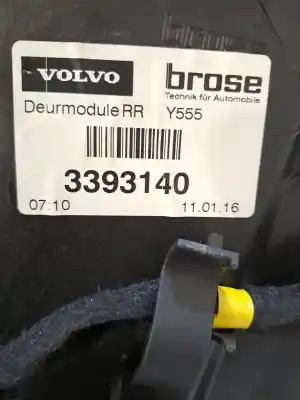 VOLVO brose
Technik für Automobile
Deurmodule RR Y555
3393140
07:10 11.01.16